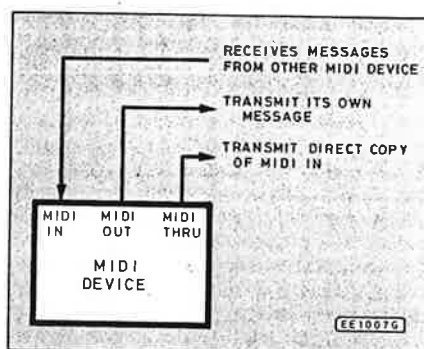 RECEIVES MESSAGES
FROM OTHER MIDI DEVICE
TRANSMIT ITS OWN
MESSAGE
TRANSMIT DIRECT COPY
OF MIDI IN
MIDI MIDI MIDI
IN OUT THRU
MIDI
DEVICE
EE1007G